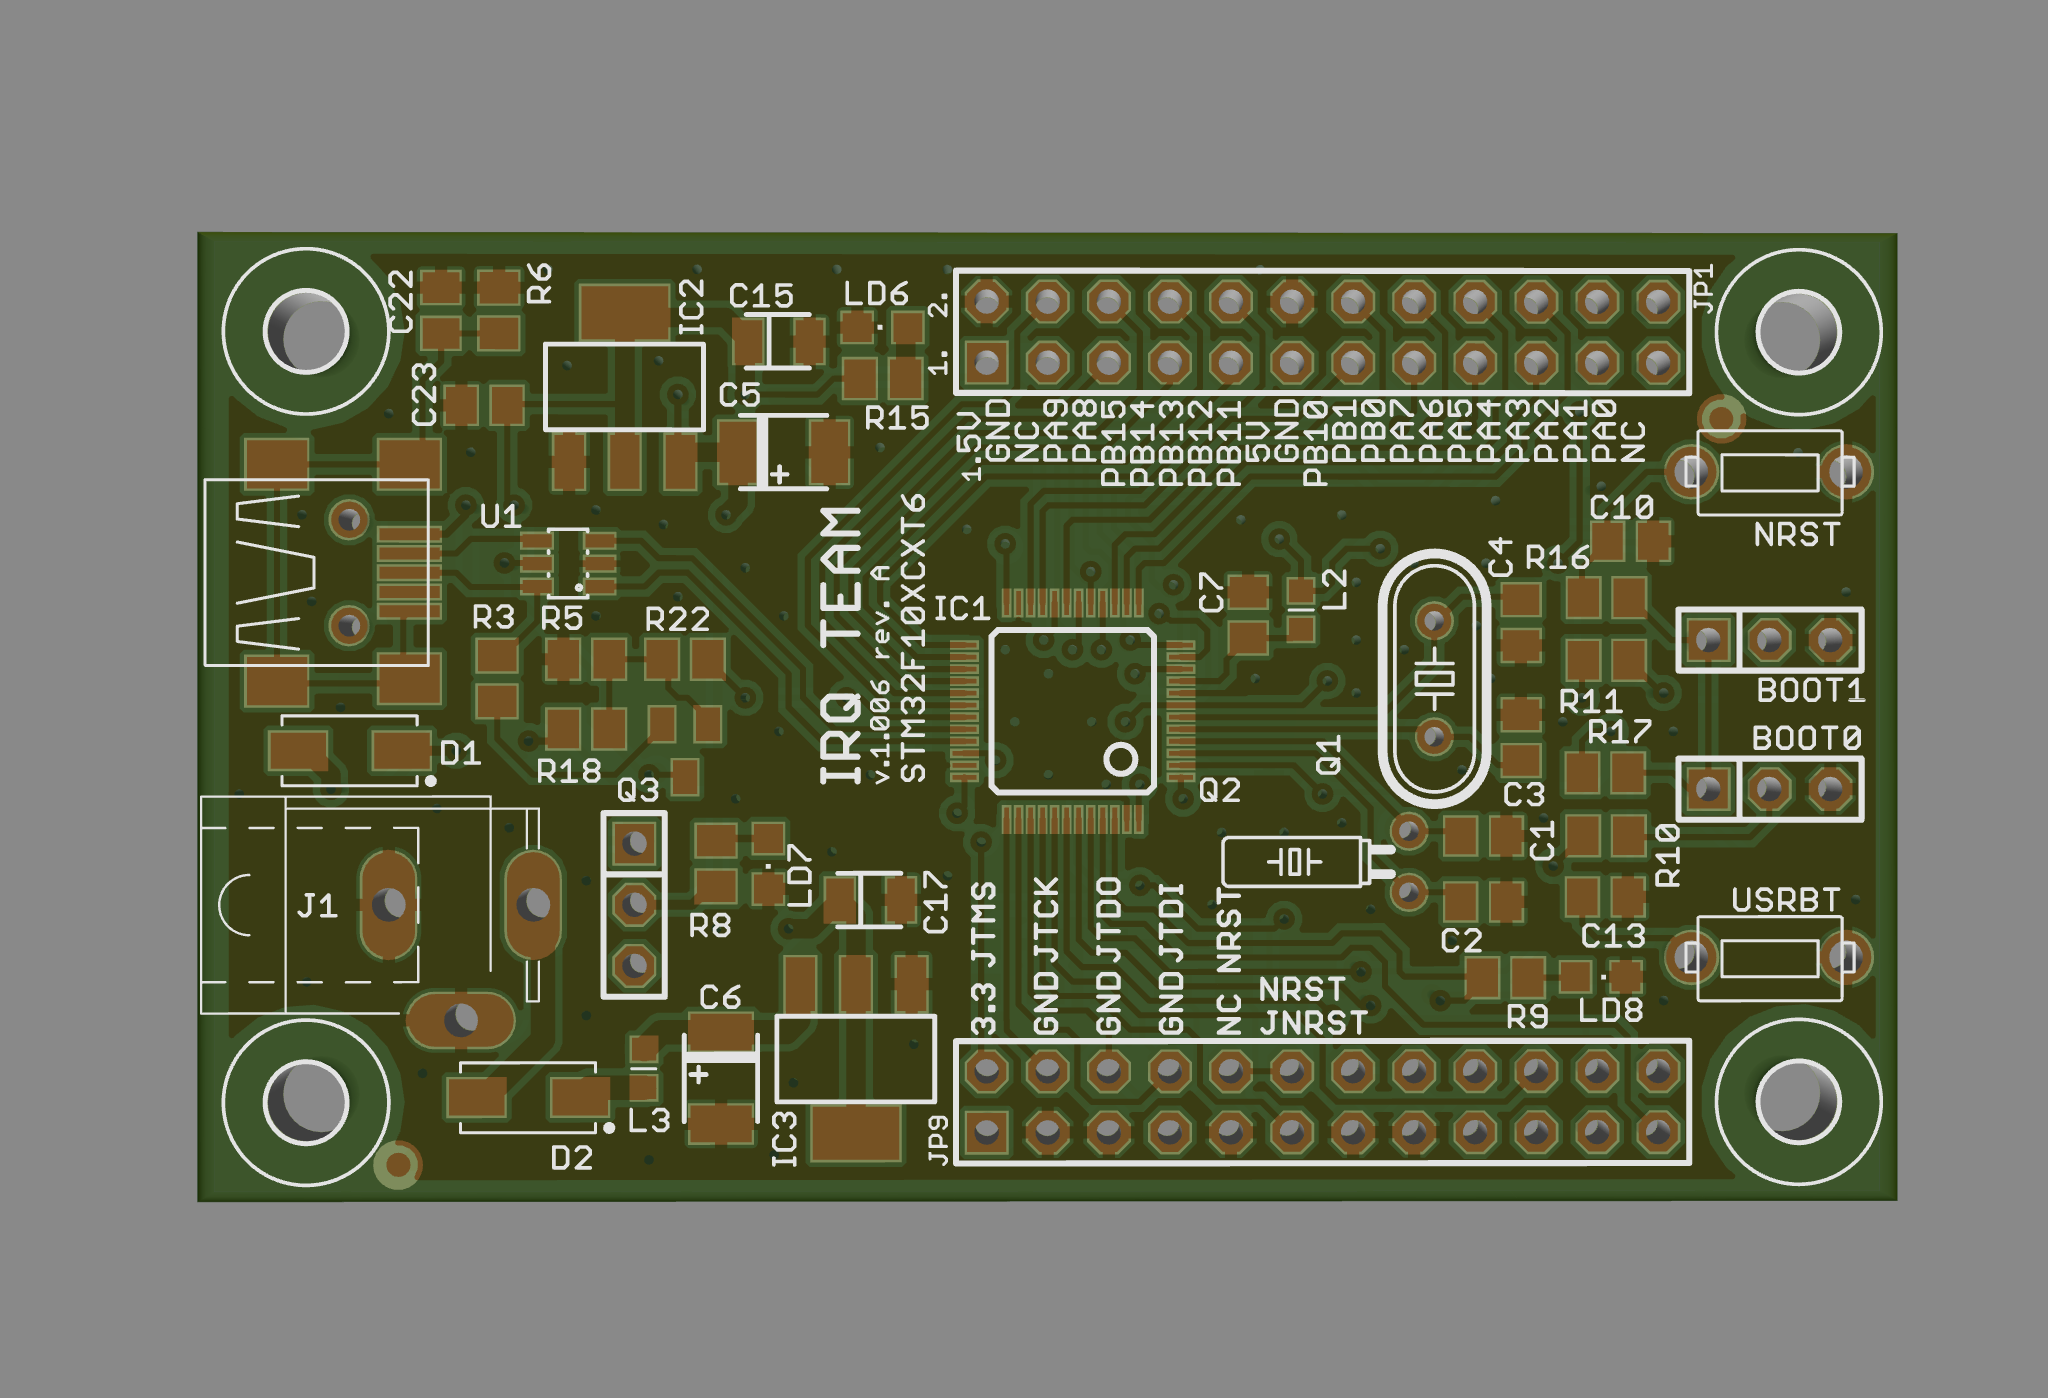 C22
R6
IC2
C15
LD6
2.
1.
JP1
C23
C5
R15
1.5V
GND
NC
PA9
PA8
PB15
PB14
PB13
PB12
PB11
5V
GND
PB10
PB1
PB0
PA7
PA6
PA5
PA4
PA3
PA2
PA1
PA0
NC
+
U1
C10
NRST
C4
R16
IRQ TEAM
v.1.006 rev. A
STM32F10XCXT6
IC1
C7
L2
R3
R5
R22
R11
BOOT1
R17
BOOT0
D1
R18
Q3
Q2
Q1
C3
C1
R10
J1
LD7
R8
C17
USRBT
C2
C13
3.3 JTMS
GND JTCK
GND JTDO
GND JTDI
NC NRST
NRST
JNRST
R9
LD8
C6
+
L3
D2
IC3
JP9